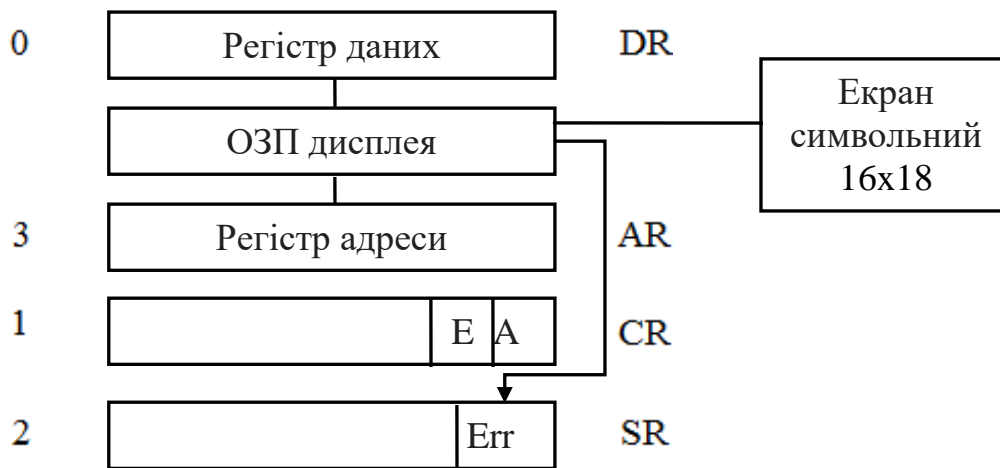 0 Регістр даних DR
ОЗП дисплея
Екран
символьний
16x18
3 Регістр адреси AR
1 E A CR
2 Err SR